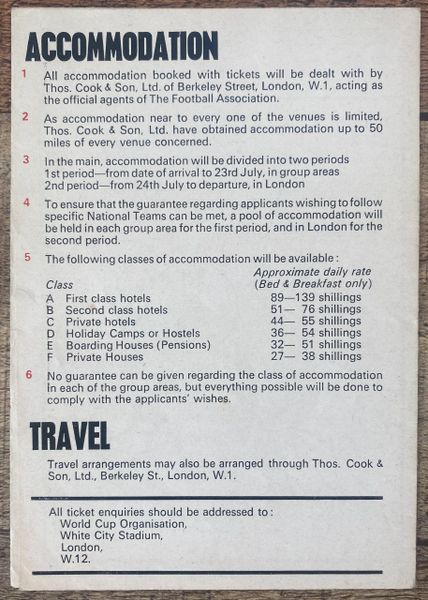 ACCOMMODATION
1 All accommodation booked with tickets will be dealt with by
Thos. Cook & Son, Ltd. of Berkeley Street, London, W.1, acting as
the official agents of The Football Association.
2 As accommodation near to every one of the venues is limited,
Thos. Cook & Son, Ltd. have obtained accommodation up to 50
miles of every venue concerned.
3 In the main, accommodation will be divided into two periods
1st period—from date of arrival to 23rd July, in group areas
2nd period—from 24th July to departure, in London
4 To ensure that the guarantee regarding applicants wishing to follow
specific National Teams can be met, a pool of accommodation will
be held in each group area for the first period, and in London for the
second period.
5 The following classes of accommodation will be available:
Approximate daily rate
Class (Bed & Breakfast only)
A First class hotels 89—139 shillings
B Second class hotels 51— 76 shillings
C Private hotels 44— 55 shillings
D Holiday Camps or Hostels 36— 54 shillings
E Boarding Houses (Pensions) 32— 51 shillings
F Private Houses 27— 38 shillings
6 No guarantee can be given regarding the class of accommodation
in each of the group areas, but everything possible will be done to
comply with the applicants' wishes.
TRAVEL
Travel arrangements may also be arranged through Thos. Cook &
Son, Ltd., Berkeley St., London, W.1.
All ticket enquiries should be addressed to:
World Cup Organisation,
White City Stadium,
London,
W.12.